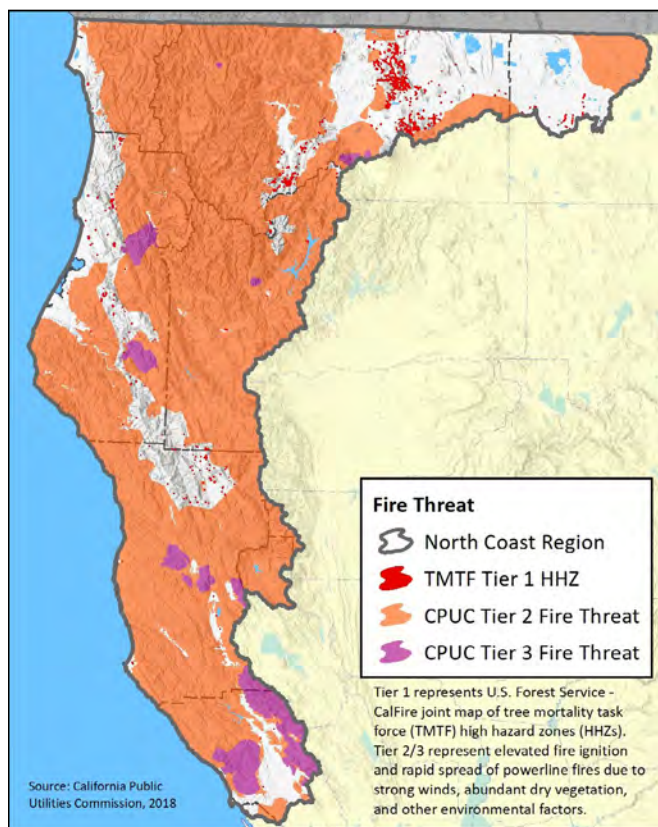 Fire Threat
North Coast Region
TMTF Tier 1 HHZ
CPUC Tier 2 Fire Threat
CPUC Tier 3 Fire Threat
Tier 1 represents U.S. Forest Service -
CalFire joint map of tree mortality task
force (TMTF) high hazard zones (HHZs).
Tier 2/3 represent elevated fire ignition
and rapid spread of powerline fires due to
strong winds, abundant dry vegetation,
and other environmental factors.
Source: California Public
Utilities Commission, 2018